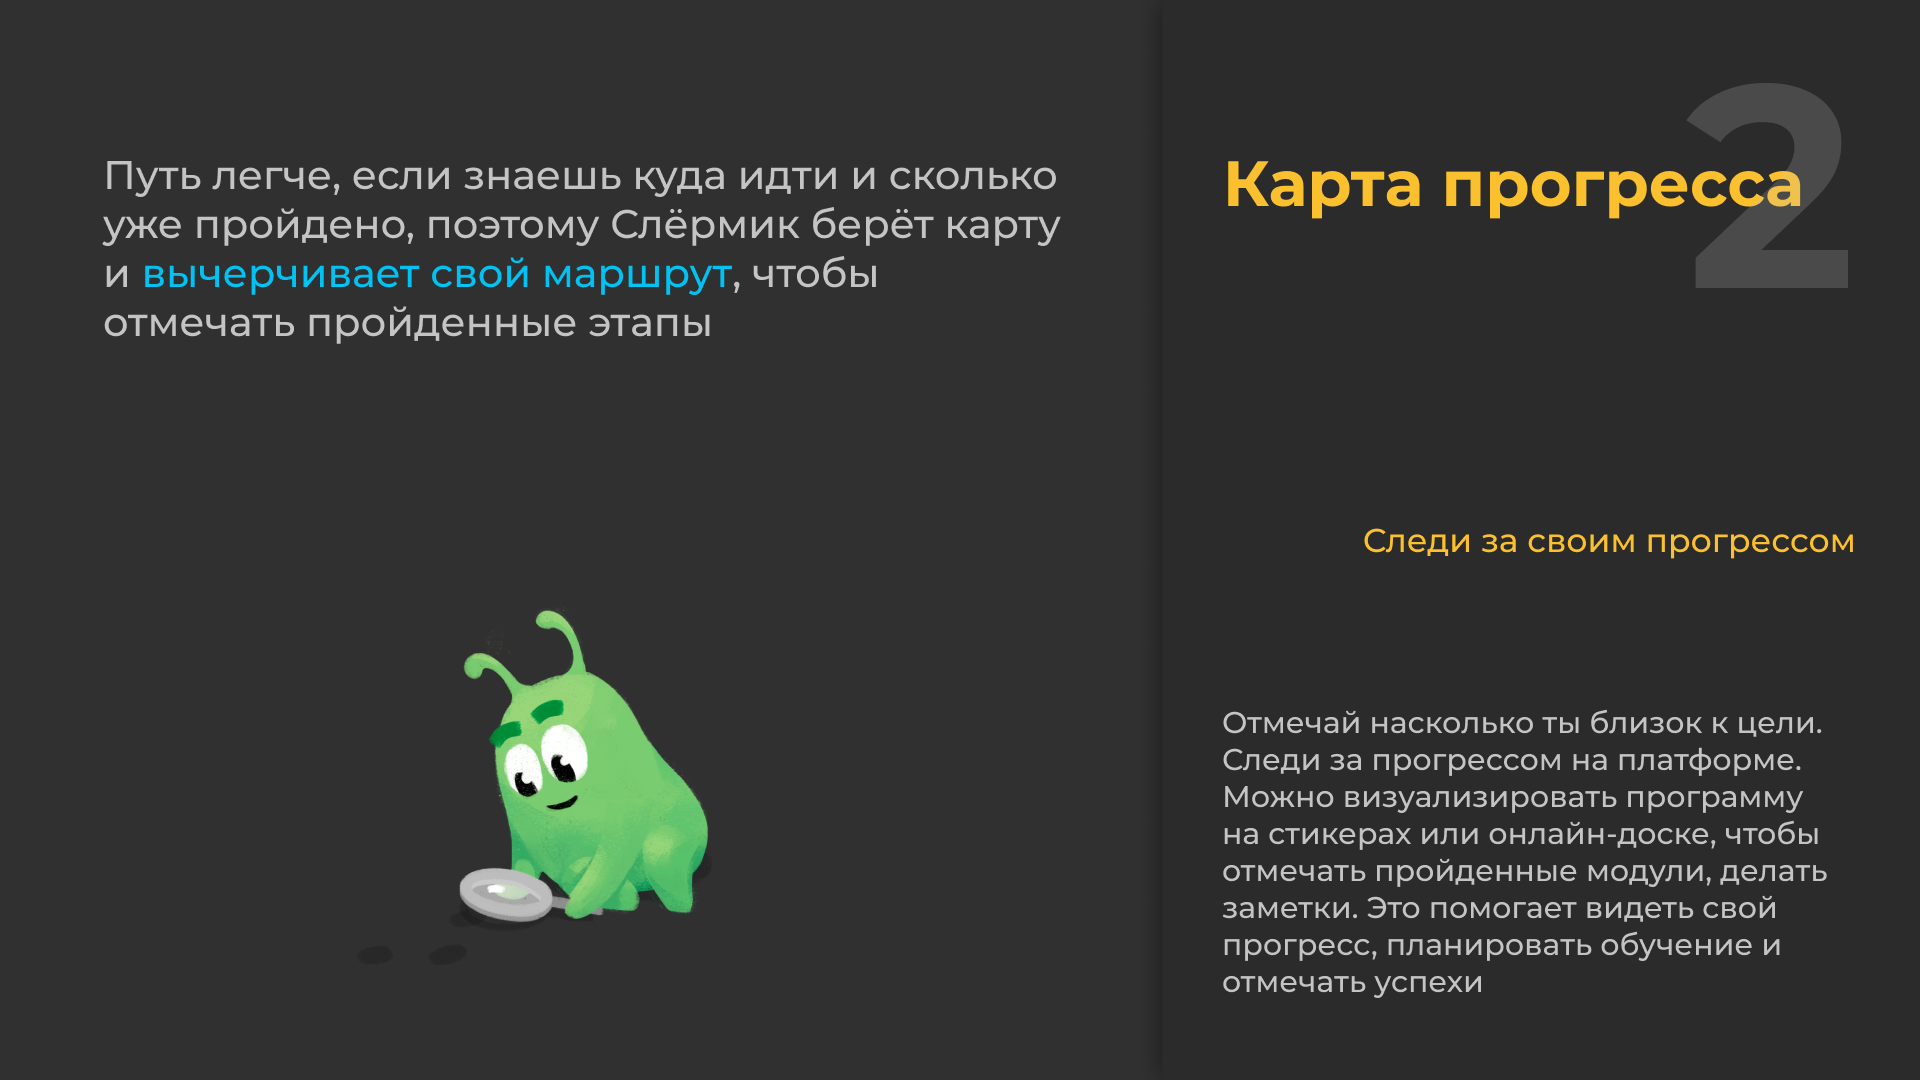 Путь легче, если знаешь куда идти и сколько
уже пройдено, поэтому Слёрмик берёт карту
и вычерчивает свой маршрут, чтобы
отмечать пройденные этапы
2
Карта прогресса
Следи за своим прогрессом
Отмечай насколько ты близок к цели.
Следи за прогрессом на платформе.
Можно визуализировать программу
на стикерах или онлайн-доске, чтобы
отмечать пройденные модули, делать
заметки. Это помогает видеть свой
прогресс, планировать обучение и
отмечать успехи